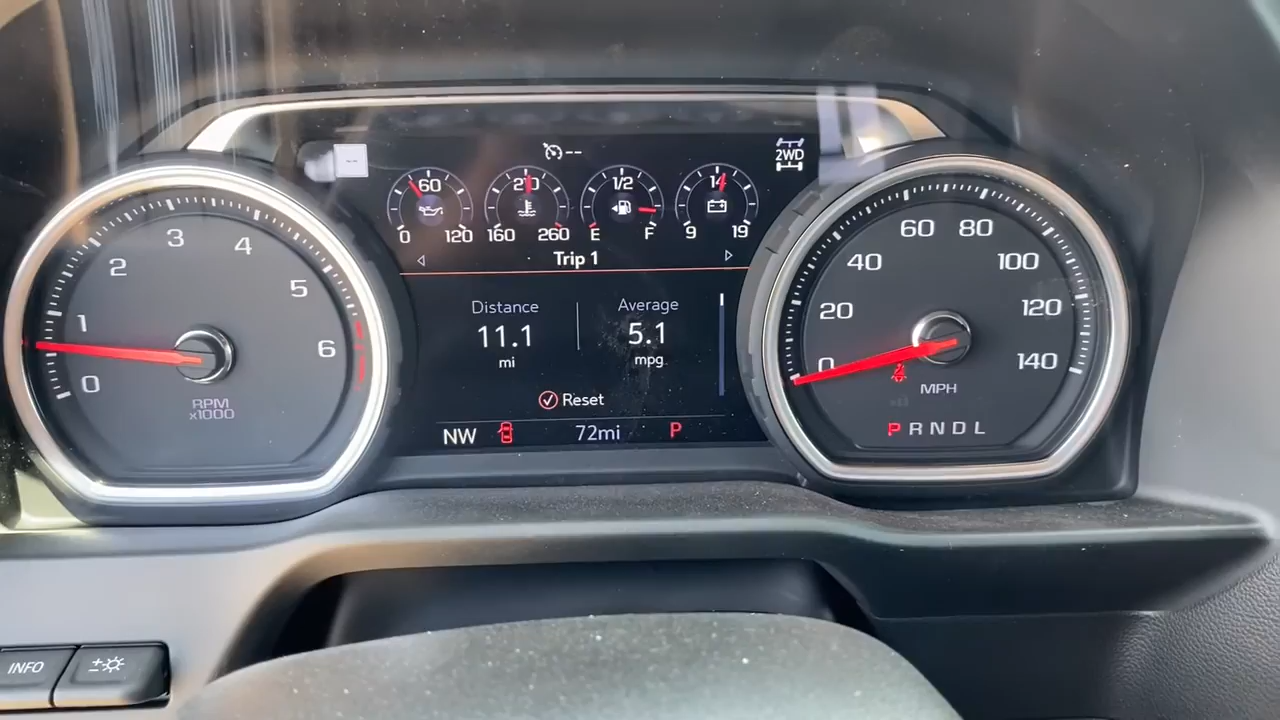 --
2WD
60
0 120
210
160 260
1/2
E F
14
9 19
Trip 1
Distance
11.1
mi
Average
5.1
mpg
Reset
NW 72mi P
0
1
2
3
4
5
6
RPM
x1000
0
20
40
60
80
100
120
140
MPH
PRNDL
INFO